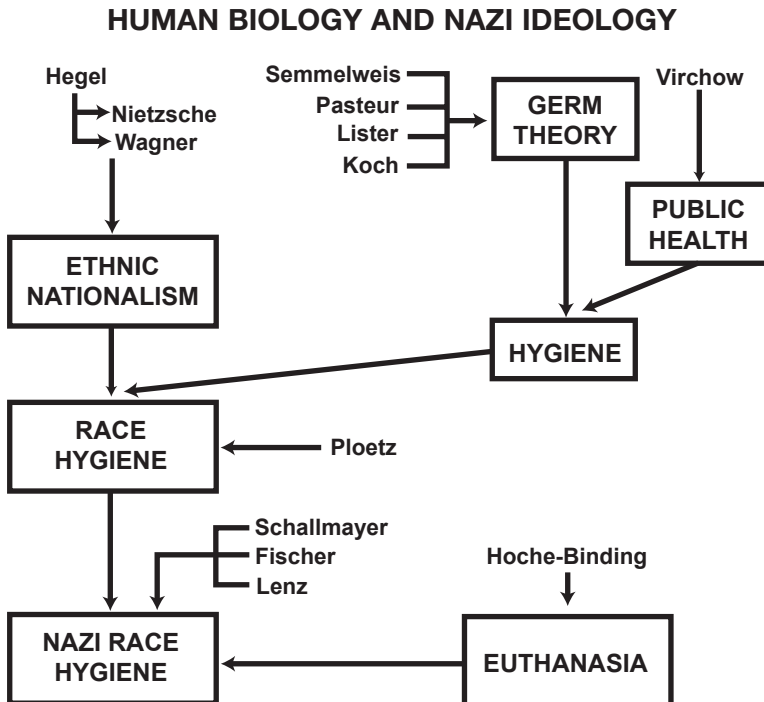 HUMAN BIOLOGY AND NAZI IDEOLOGY
Hegel
Nietzsche
Wagner
Semmelweis
Pasteur
Lister
Koch
GERM
THEORY
Virchow
PUBLIC
HEALTH
ETHNIC
NATIONALISM
HYGIENE
RACE
HYGIENE
Ploetz
Schallmayer
Fischer
Lenz
Hoche-Binding
NAZI RACE
HYGIENE
EUTHANASIA